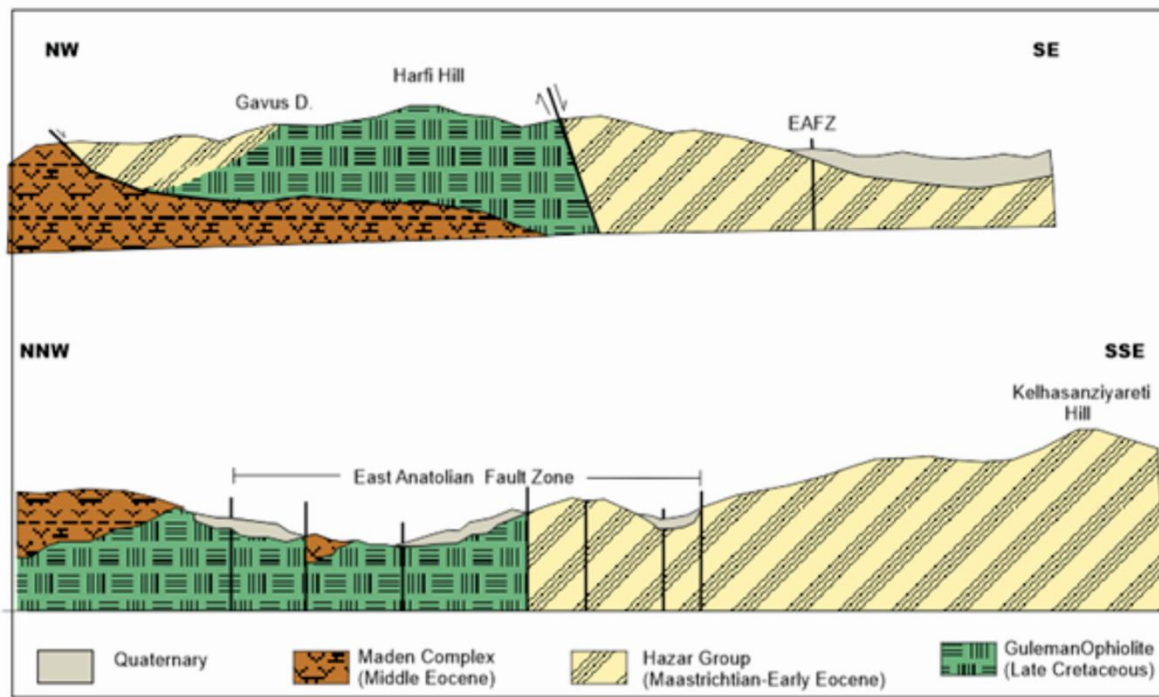 NW
SE
Harfi Hill
Gavus D.
EAFZ
NNW
SSE
Kelhasanziyareti
Hill
East Anatolian Fault Zone
Quaternary
Maden Complex
(Middle Eocene)
Hazar Group
(Maastrichtian-Early Eocene)
GulemanOphiolite
(Late Cretaceous)